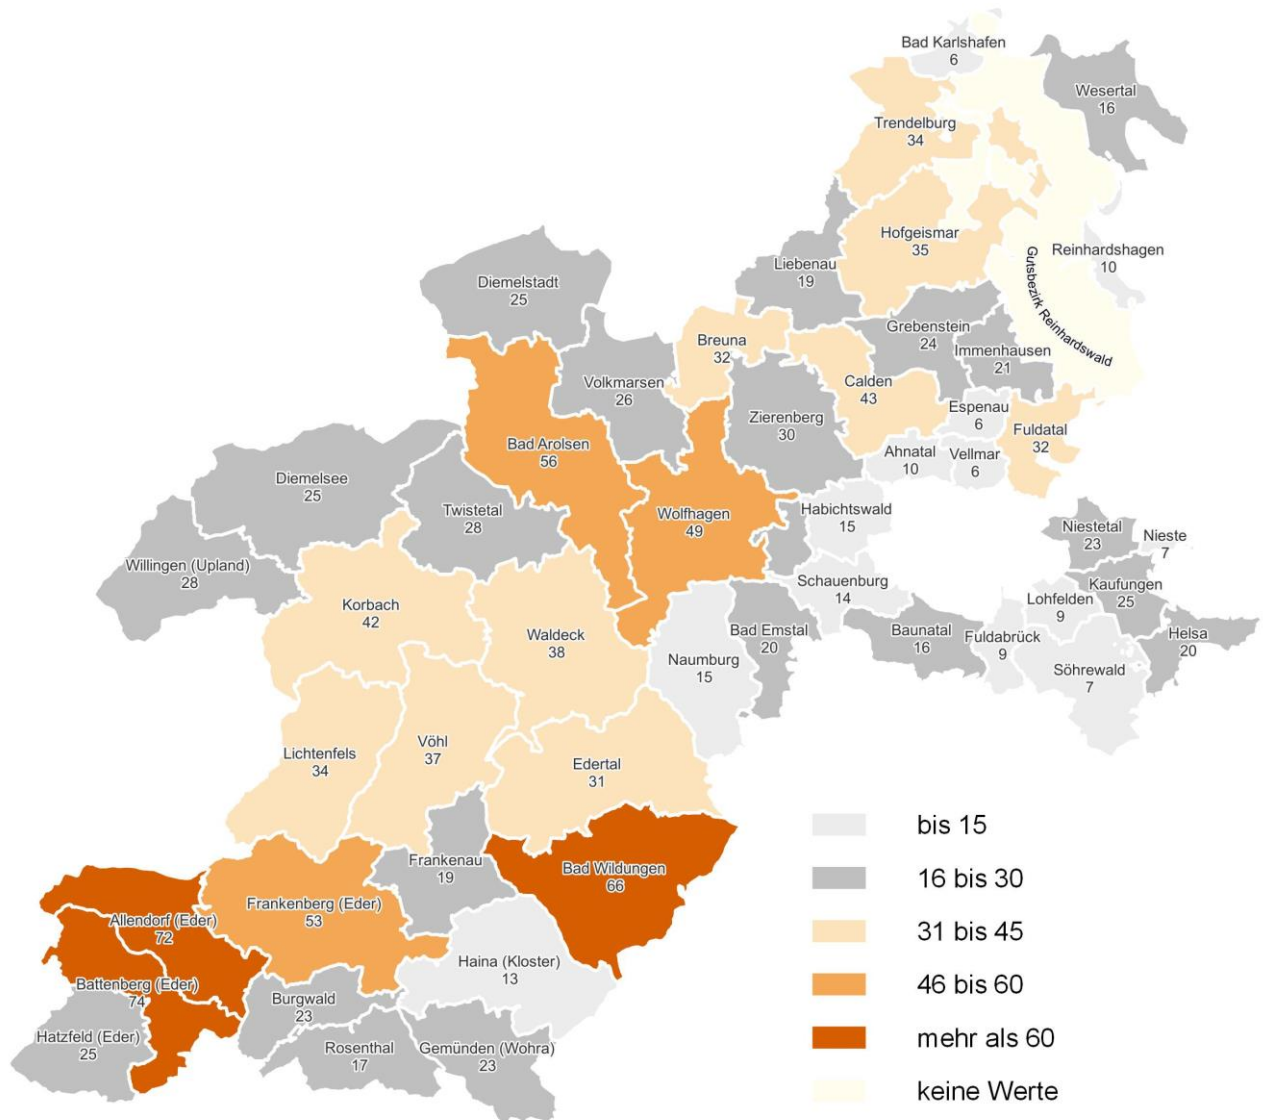 Bad Karlshafen
6
Wesertal
16
Trendelburg
34
Hofgeismar
35
Reinhardshagen
10
Gutsbezirk Reinhardswald
Liebenau
19
Diemelstadt
25
Grebenstein
24
Immenhausen
21
Breuna
32
Volkmarsen
26
Calden
43
Zierenberg
30
Espenau
6
Fuldatal
32
Bad Arolsen
56
Ahnatal
10
Vellmar
6
Diemelsee
25
Twistetal
28
Wolfhagen
49
Habichtswald
15
Niestetal
23
Nieste
7
Willingen (Upland)
28
Schauenburg
14
Kaufungen
25
Korbach
42
Lohfelden
9
Waldeck
38
Bad Emstal
20
Baunatal
16
Fuldabrück
9
Helsa
20
Naumburg
15
Söhrewald
7
Lichtenfels
34
Vöhl
37
Edertal
31
Frankenau
19
Bad Wildungen
66
Frankenberg (Eder)
53
Allendorf (Eder)
72
Haina (Kloster)
13
Battenberg (Eder)
74
Burgwald
23
Hatzfeld (Eder)
25
Rosenthal
17
Gemünden (Wohra)
23
bis 15
16 bis 30
31 bis 45
46 bis 60
mehr als 60
keine Werte